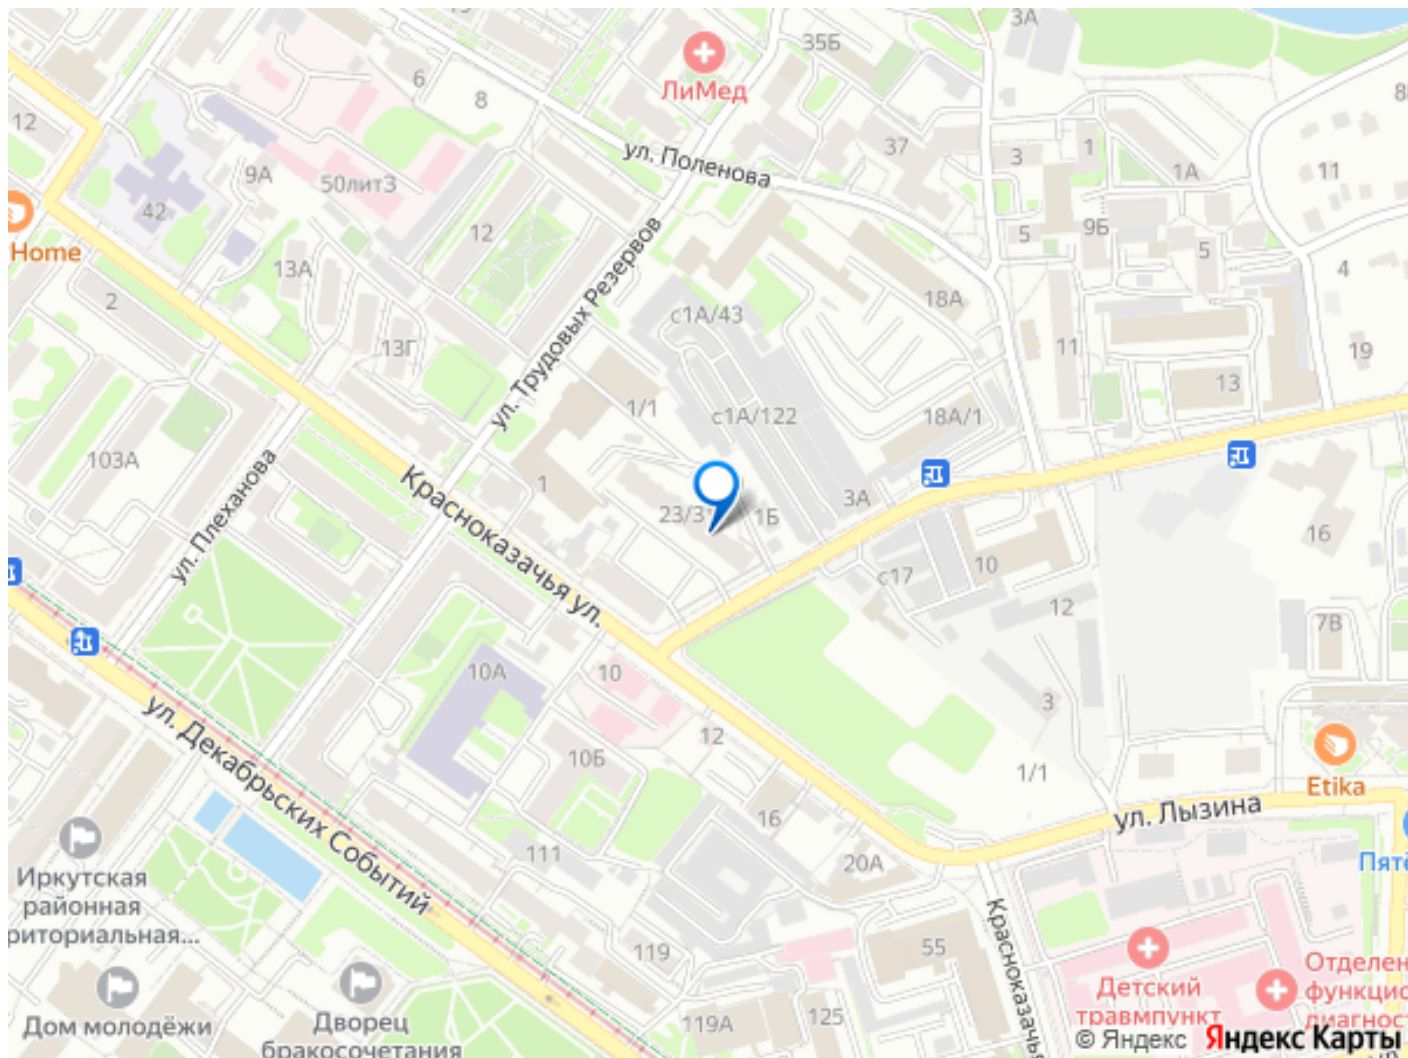 3А
35Б
ЛиМед
6
8
12
ул. Поленова
37
3
1
1А
11
9А
50лит3
42
12
Home
13А
2
13Г
ул. Трудовых Резервов
с1А/43
18А
5
9Б
5
4
19
11
13
1/1
с1А/122
18А/1
103А
ул. Плеханова
Красноказачья ул.
1
23/31
1Б
3А
16
с17
10
12
7В
10А
10
3
ул. Декабрьских Событий
10Б
12
1/1
Etika
16
ул. Лызина
111
20А
Пятё
Иркутская
районная
риториальная...
119
55
Красноказачья
Детский
травмпункт
Отделен
функцио
диагност
Дом молодёжи
Дворец
бракосочетания
119А
125
© Яндекс Яндекс Карты